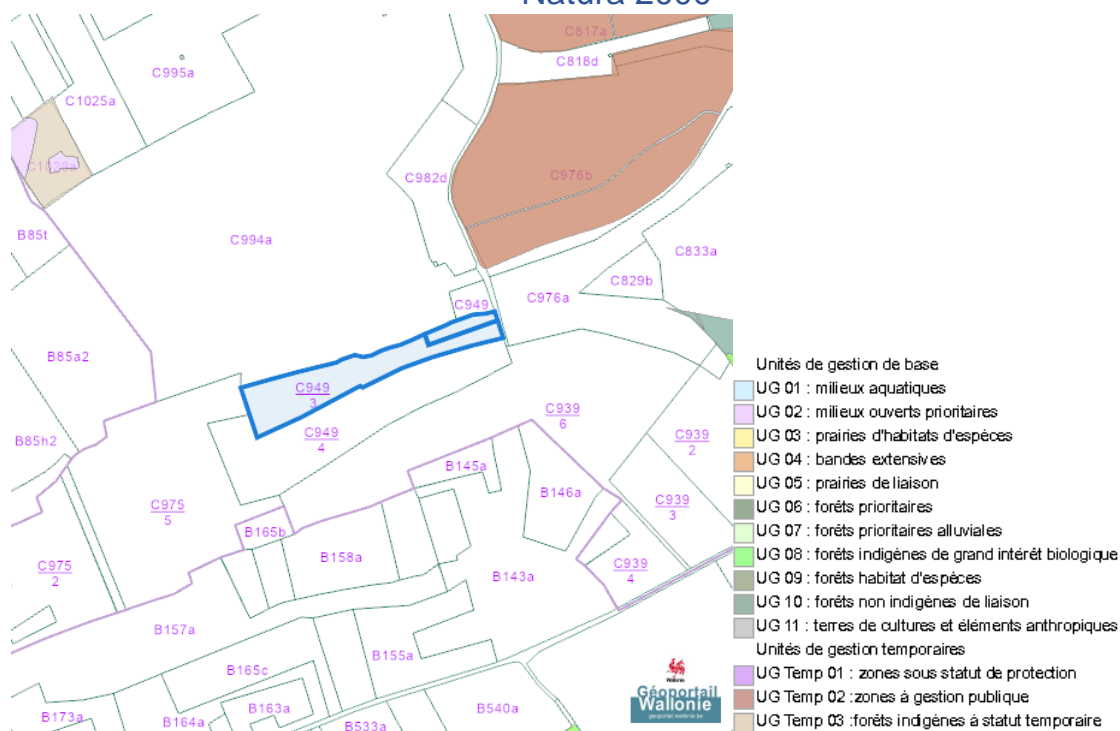 Natura 2000
C817a
C818d
C995a
C1025a
C1029a
C976b
C982d
B85t
C994a
C833a
C829b
C949
C976a
B85a2
C949
3
C949
4
C939
6
C939
2
B85h2
B145a
B146a
C975
5
C939
3
B165b
B158a
C975
2
C939
4
B143a
B157a
B155a
B165c
B163a
B173a
B164a
B533a
B540a
Wallonie
Géoportail
Wallonie
geoportail.wallonie.be
Unités de gestion de base
UG 01 : milieux aquatiques
UG 02 : milieux ouverts prioritaires
UG 03 : prairies d'habitats d'espèces
UG 04 : bandes extensives
UG 05 : prairies de liaison
UG 06 : forêts prioritaires
UG 07 : forêts prioritaires alluviales
UG 08 : forêts indigènes de grand intérêt biologique
UG 09 : forêts habitat d'espèces
UG 10 : forêts non indigènes de liaison
UG 11 : terres de cultures et éléments anthropiques
Unités de gestion temporaires
UG Temp 01 : zones sous statut de protection
UG Temp 02 :zones à gestion publique
UG Temp 03 :forêts indigènes à statut temporaire